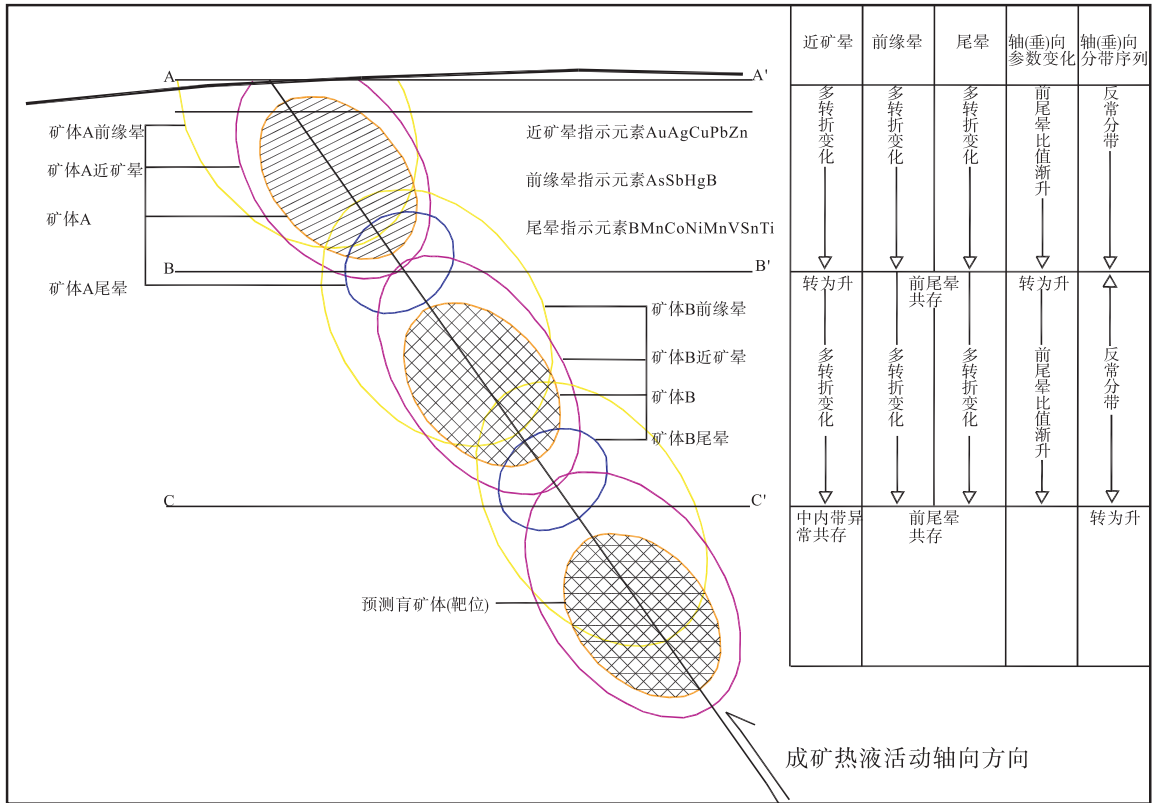 近矿晕
前缘晕
尾晕
轴(垂)向
参数变化
轴(垂)向
分带序列
A
A'
矿体A前缘晕
矿体A近矿晕
矿体A
矿体A尾晕
近矿晕指示元素AuAgCuPbZn
前缘晕指示元素AsSbHgB
尾晕指示元素BMnCoNiMnVSnTi
多转折变化
多转折变化
多转折变化
前尾晕比值渐升
反常分带
B
B'
转为升
前尾晕
共存
转为升
矿体B前缘晕
矿体B近矿晕
矿体B
矿体B尾晕
多转折变化
多转折变化
多转折变化
前尾晕比值渐升
反常分带
C
C'
中内带异
常共存
前尾晕
共存
转为升
预测盲矿体(靶位)
成矿热液活动轴向方向